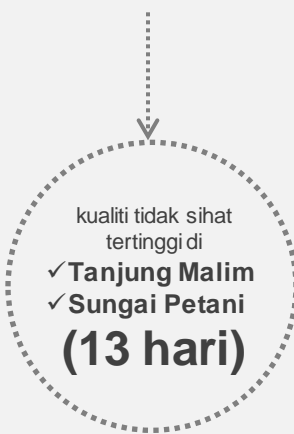 kualiti tidak sihat
tertinggi di
✓Tanjung Malim
✓Sungai Petani
(13 hari)